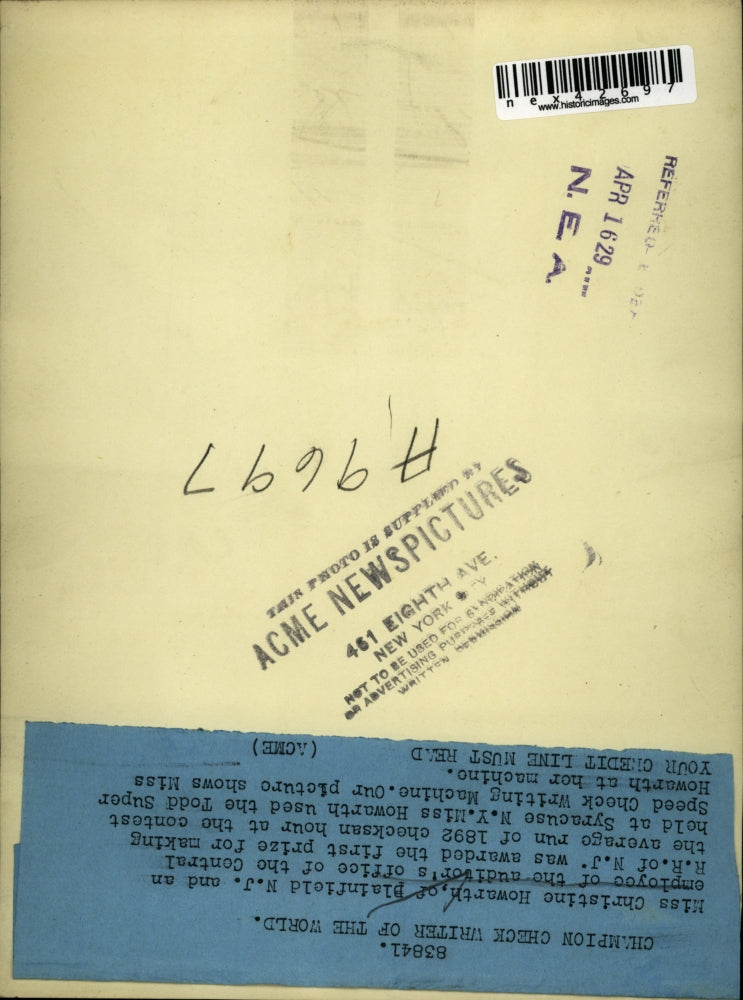 nex42697
www.historicimages.com
REFERRED
APR 16 29
N. E. A.
A9697
THIS PHOTO IS SUPPLIED BY
ACME NEWSPICTURES
461 EIGHTH AVE.
NEW YORK
NOT TO BE USED FOR SYNDICATION
OR ADVERTISING PURPOSES WITHOUT
WRITTEN PERMISSION
83841.
CHAMPION CHECK WRITER OF THE WORLD.
Miss Christine Howarth, of Plainfield N.J. and an
employee of the auditor's office of the Central
R.R.of N.J. was awarded the first prize for making
the average run of 1892 checksan hour at the contest
held at Syracuse N.Y.Miss Howarth used the Todd Super
Speed Check Writing Machine.Our picture shows Miss
Howarth at her machine.
YOUR CREDIT LINE MUST READ (ACME)